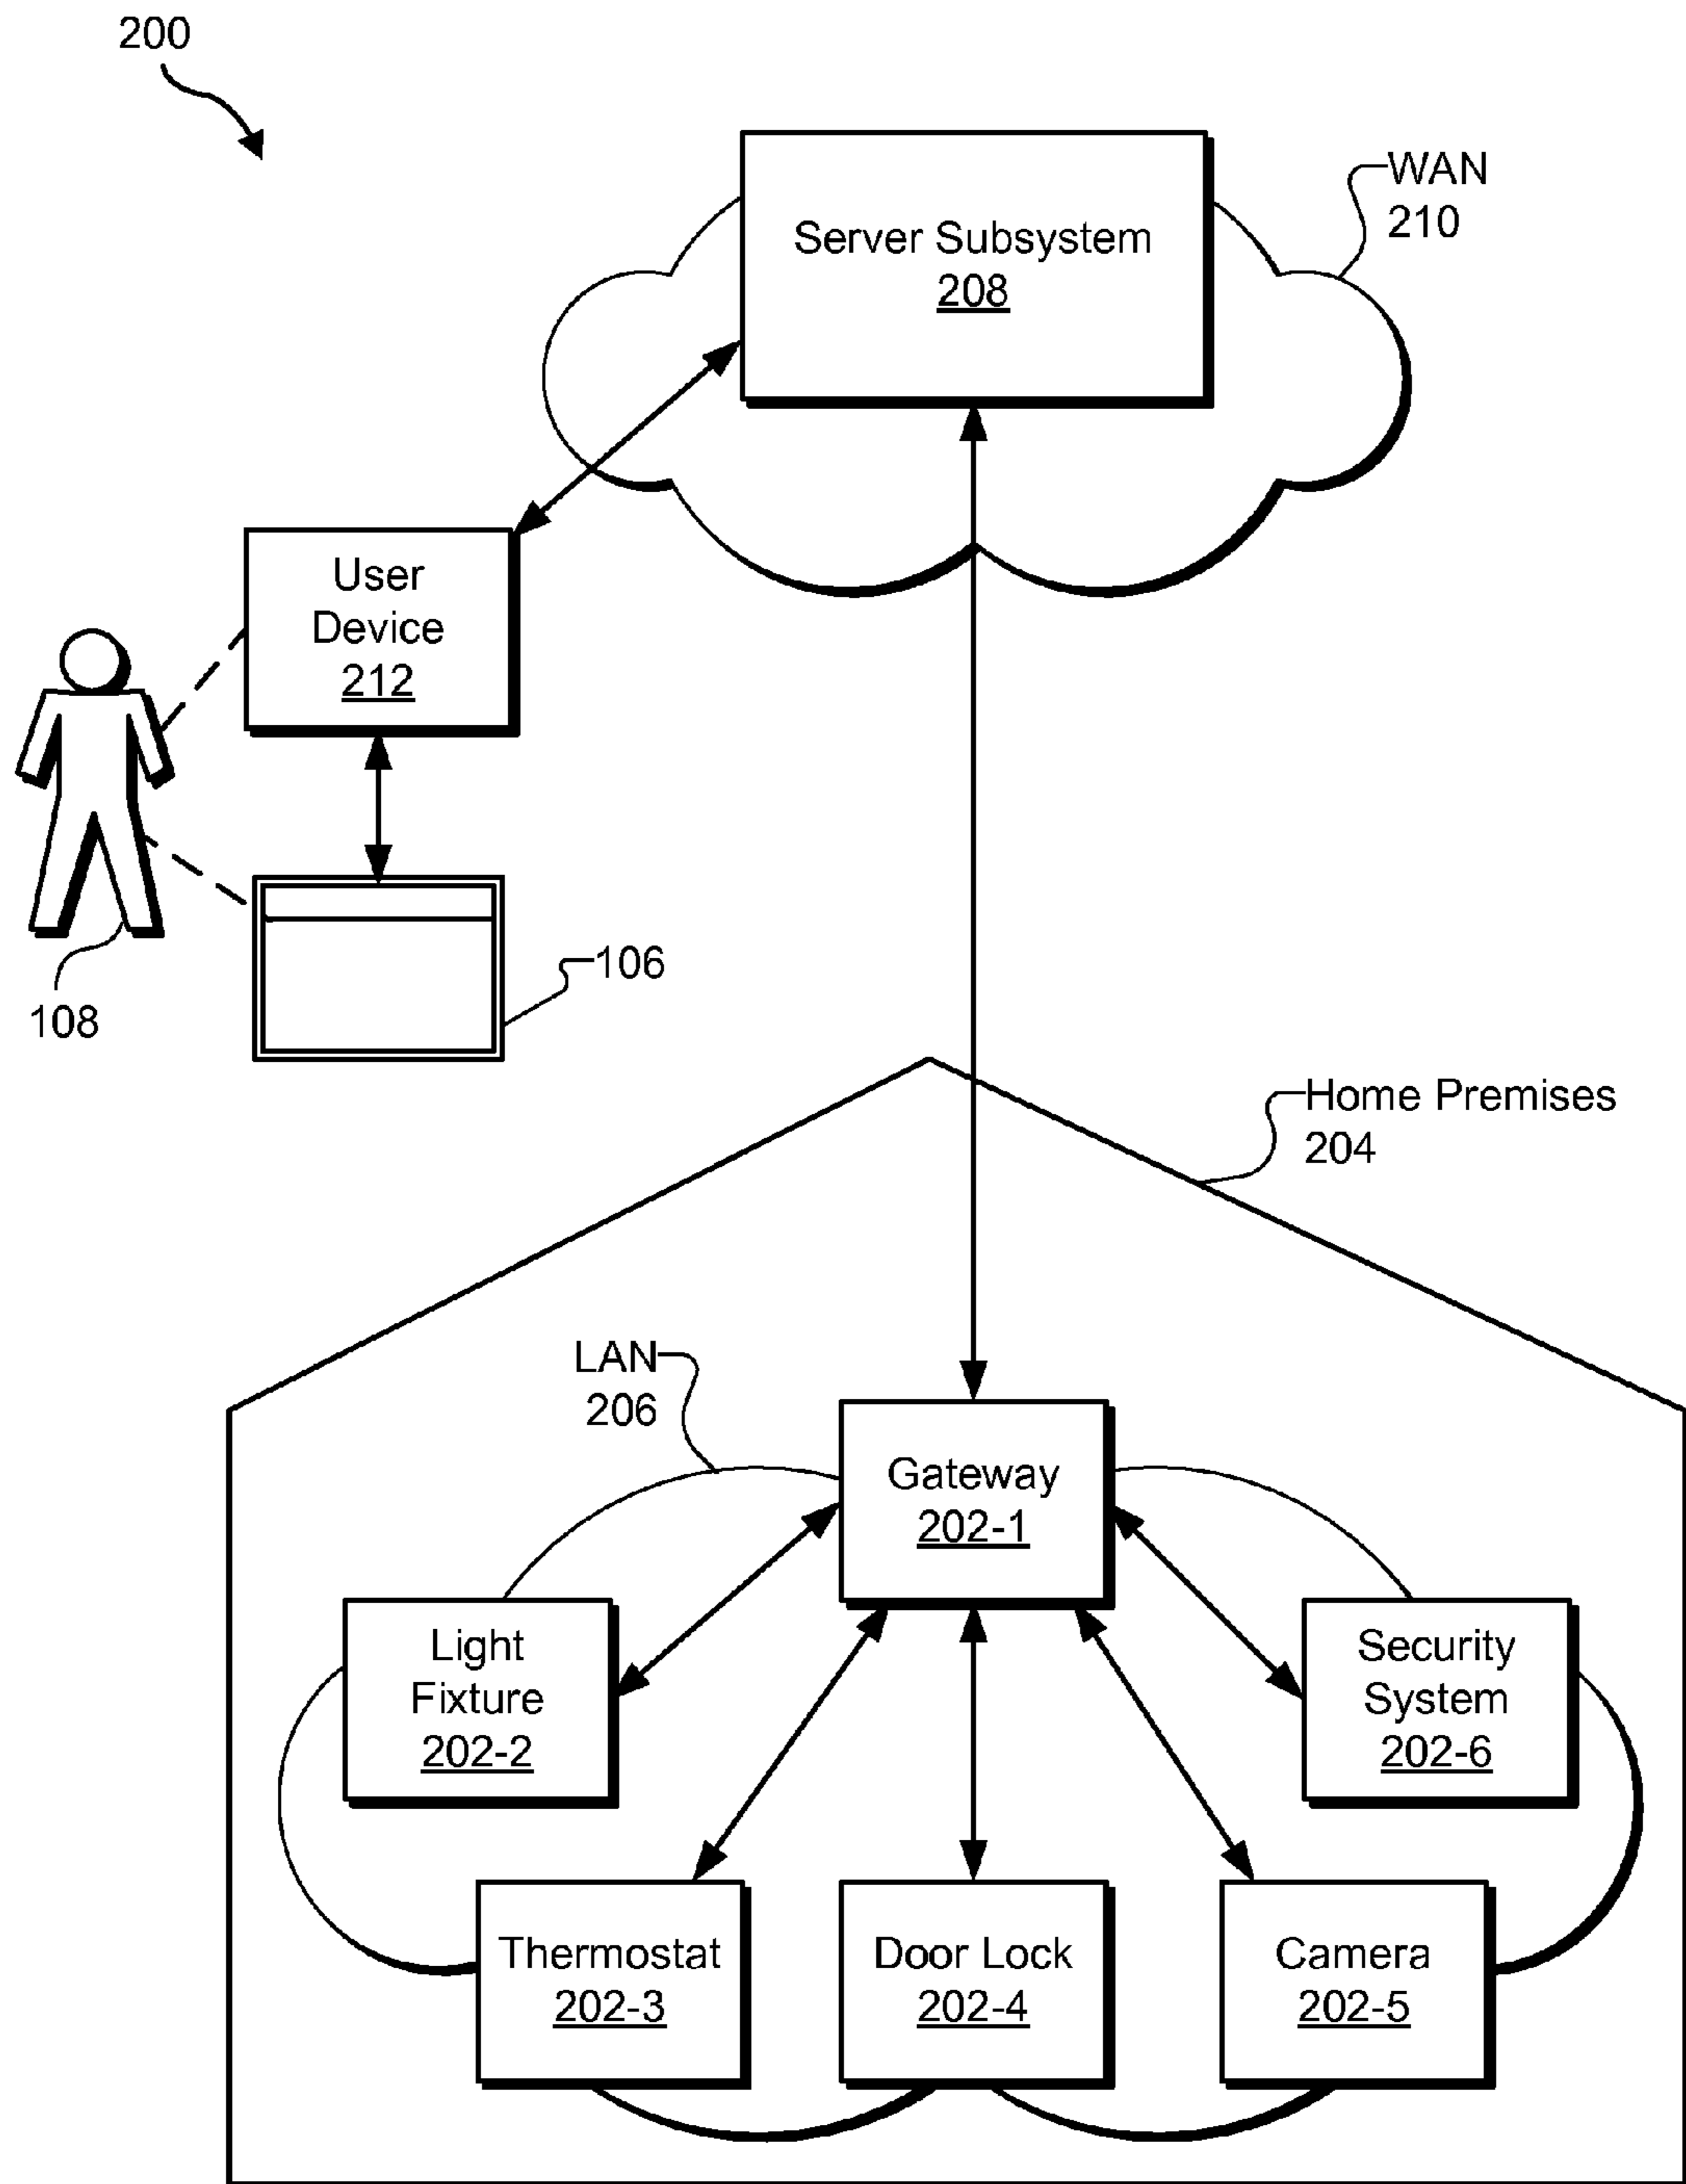 200
WAN
210
Server Subsystem
208
User
Device
212
106
108
Home Premises
204
LAN
206
Gateway
202-1
Light
Fixture
202-2
Security
System
202-6
Thermostat
202-3
Door Lock
202-4
Camera
202-5